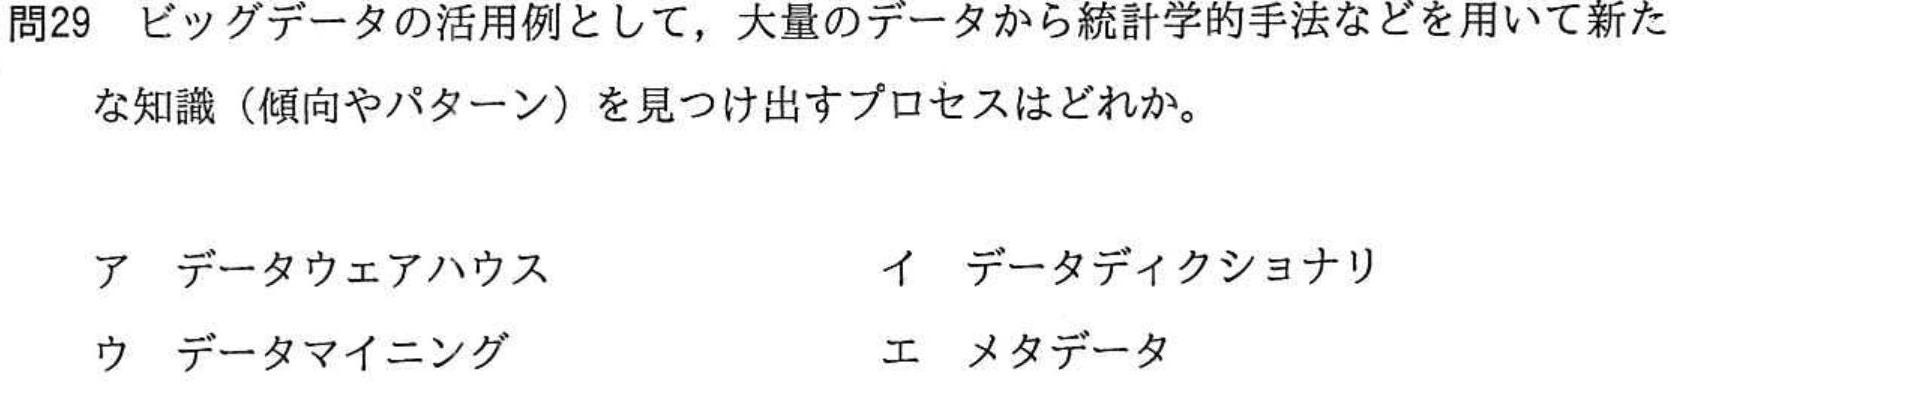 問29　ビッグデータの活用例として，大量のデータから統計学的手法などを用いて新た
な知識（傾向やパターン）を見つけ出すプロセスはどれか。
ア　データウェアハウス　　　　イ　データディクショナリ
ウ　データマイニング　　　　エ　メタデータ